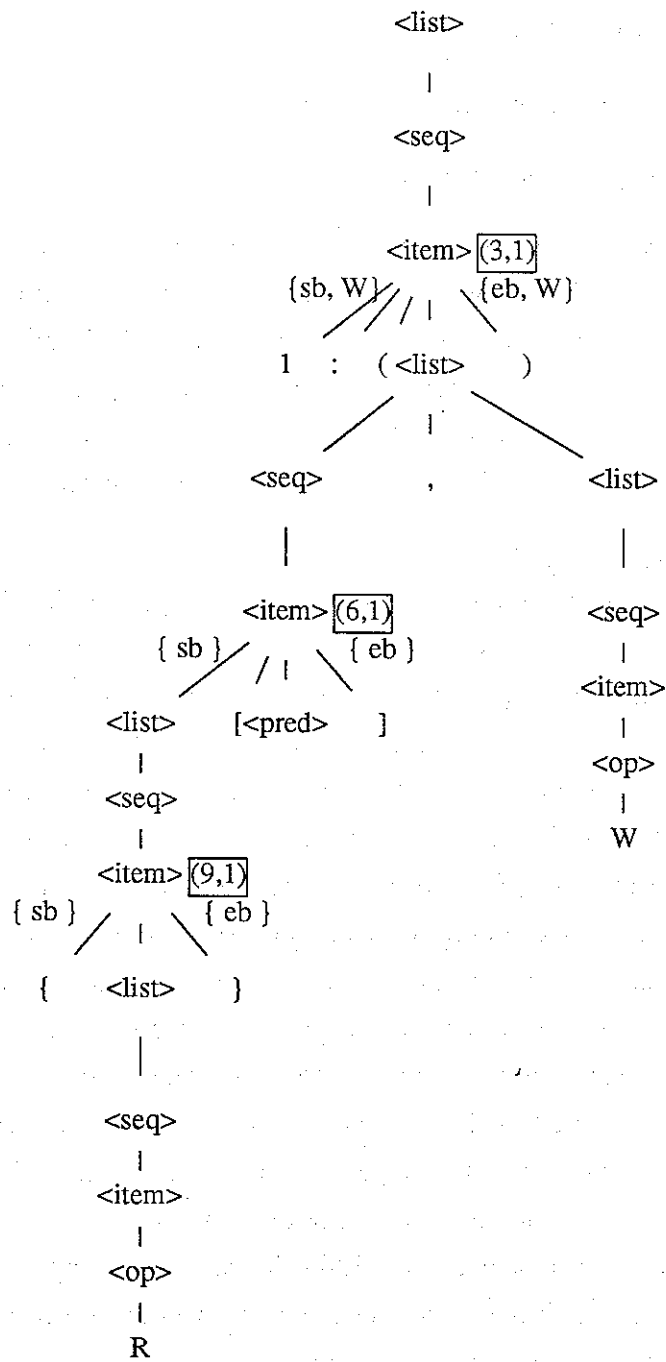 <list>
<seq>
<item> (3,1)
{sb, W} {eb, W}
1 : ( <list> )
<seq> , <list>
<item> (6,1) <seq>
{ sb } { eb }
<item>
<list> [<pred> ]
<op>
<seq>
W
<item> (9,1)
{ sb } { eb }
{ <list> }
<seq>
<item>
<op>
R